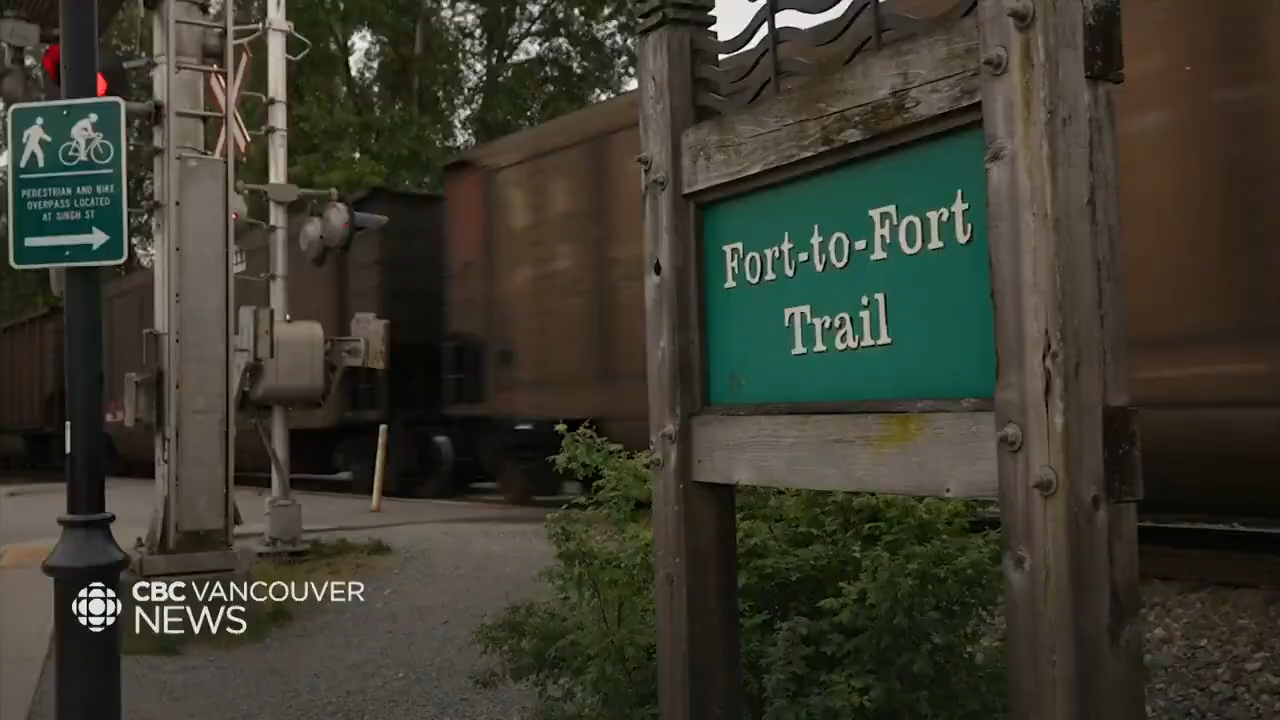 PEDESTRIAN AND BIKE
OVERPASS LOCATED
AT SINGH ST
Fort-to-Fort
Trail
CBC VANCOUVER
NEWS